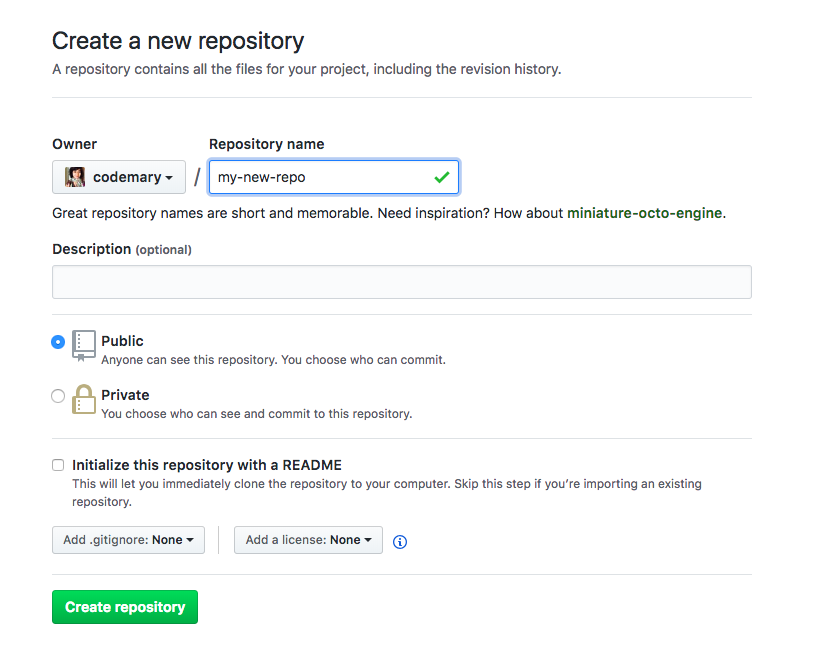 Create a new repository
A repository contains all the files for your project, including the revision history.
Owner
Repository name
codemary / my-new-repo
Great repository names are short and memorable. Need inspiration? How about miniature-octo-engine.
Description (optional)
Public
Anyone can see this repository. You choose who can commit.
Private
You choose who can see and commit to this repository.
Initialize this repository with a README
This will let you immediately clone the repository to your computer. Skip this step if you’re importing an existing
repository.
Add .gitignore: None
Add a license: None
Create repository